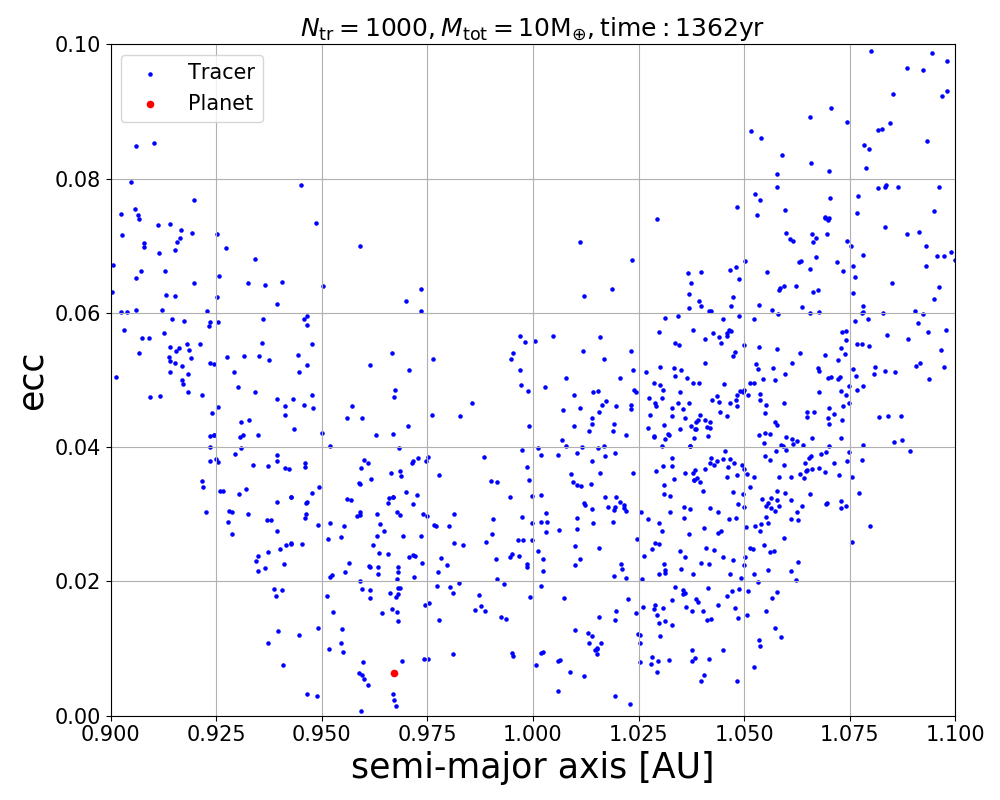 N_tr = 1000, M_tot = 10M_⊕, time : 1362yr
Tracer
Planet
ecc
0.10
0.08
0.06
0.04
0.02
0.00
0.900 0.925 0.950 0.975 1.000 1.025 1.050 1.075 1.100
semi-major axis [AU]